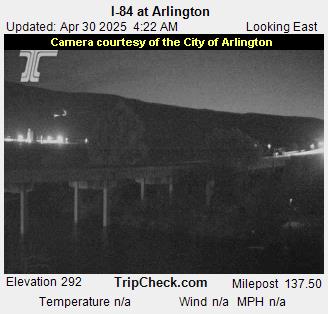 I-84 at Arlington
Updated: Apr 30 2025 4:22 AM Looking East
Camera courtesy of the City of Arlington
Elevation 292 TripCheck.com Milepost 137.50
Temperature n/a Wind n/a MPH n/a